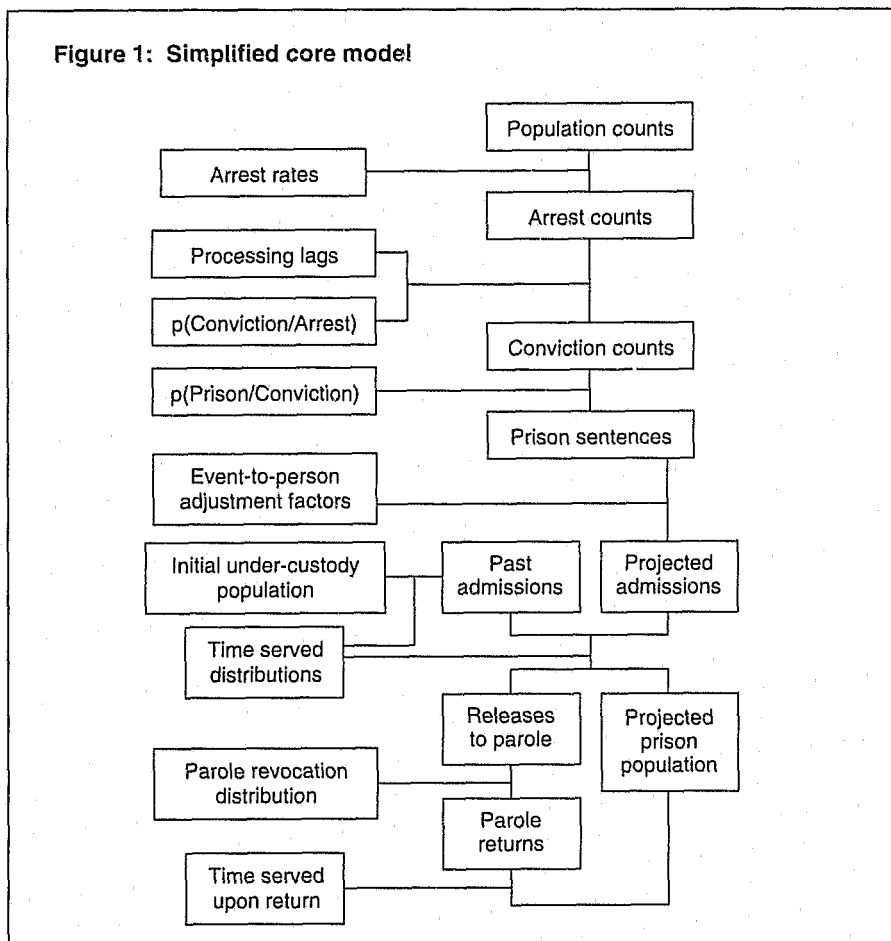 Figure 1: Simplified core model
Population counts
Arrest rates
Arrest counts
Processing lags
p(Conviction/Arrest)
Conviction counts
p(Prison/Conviction)
Prison sentences
Event-to-person
adjustment factors
Initial under-custody
population
Past
admissions
Projected
admissions
Time served
distributions
Releases
to parole
Projected
prison
population
Parole revocation
distribution
Parole
returns
Time served
upon return